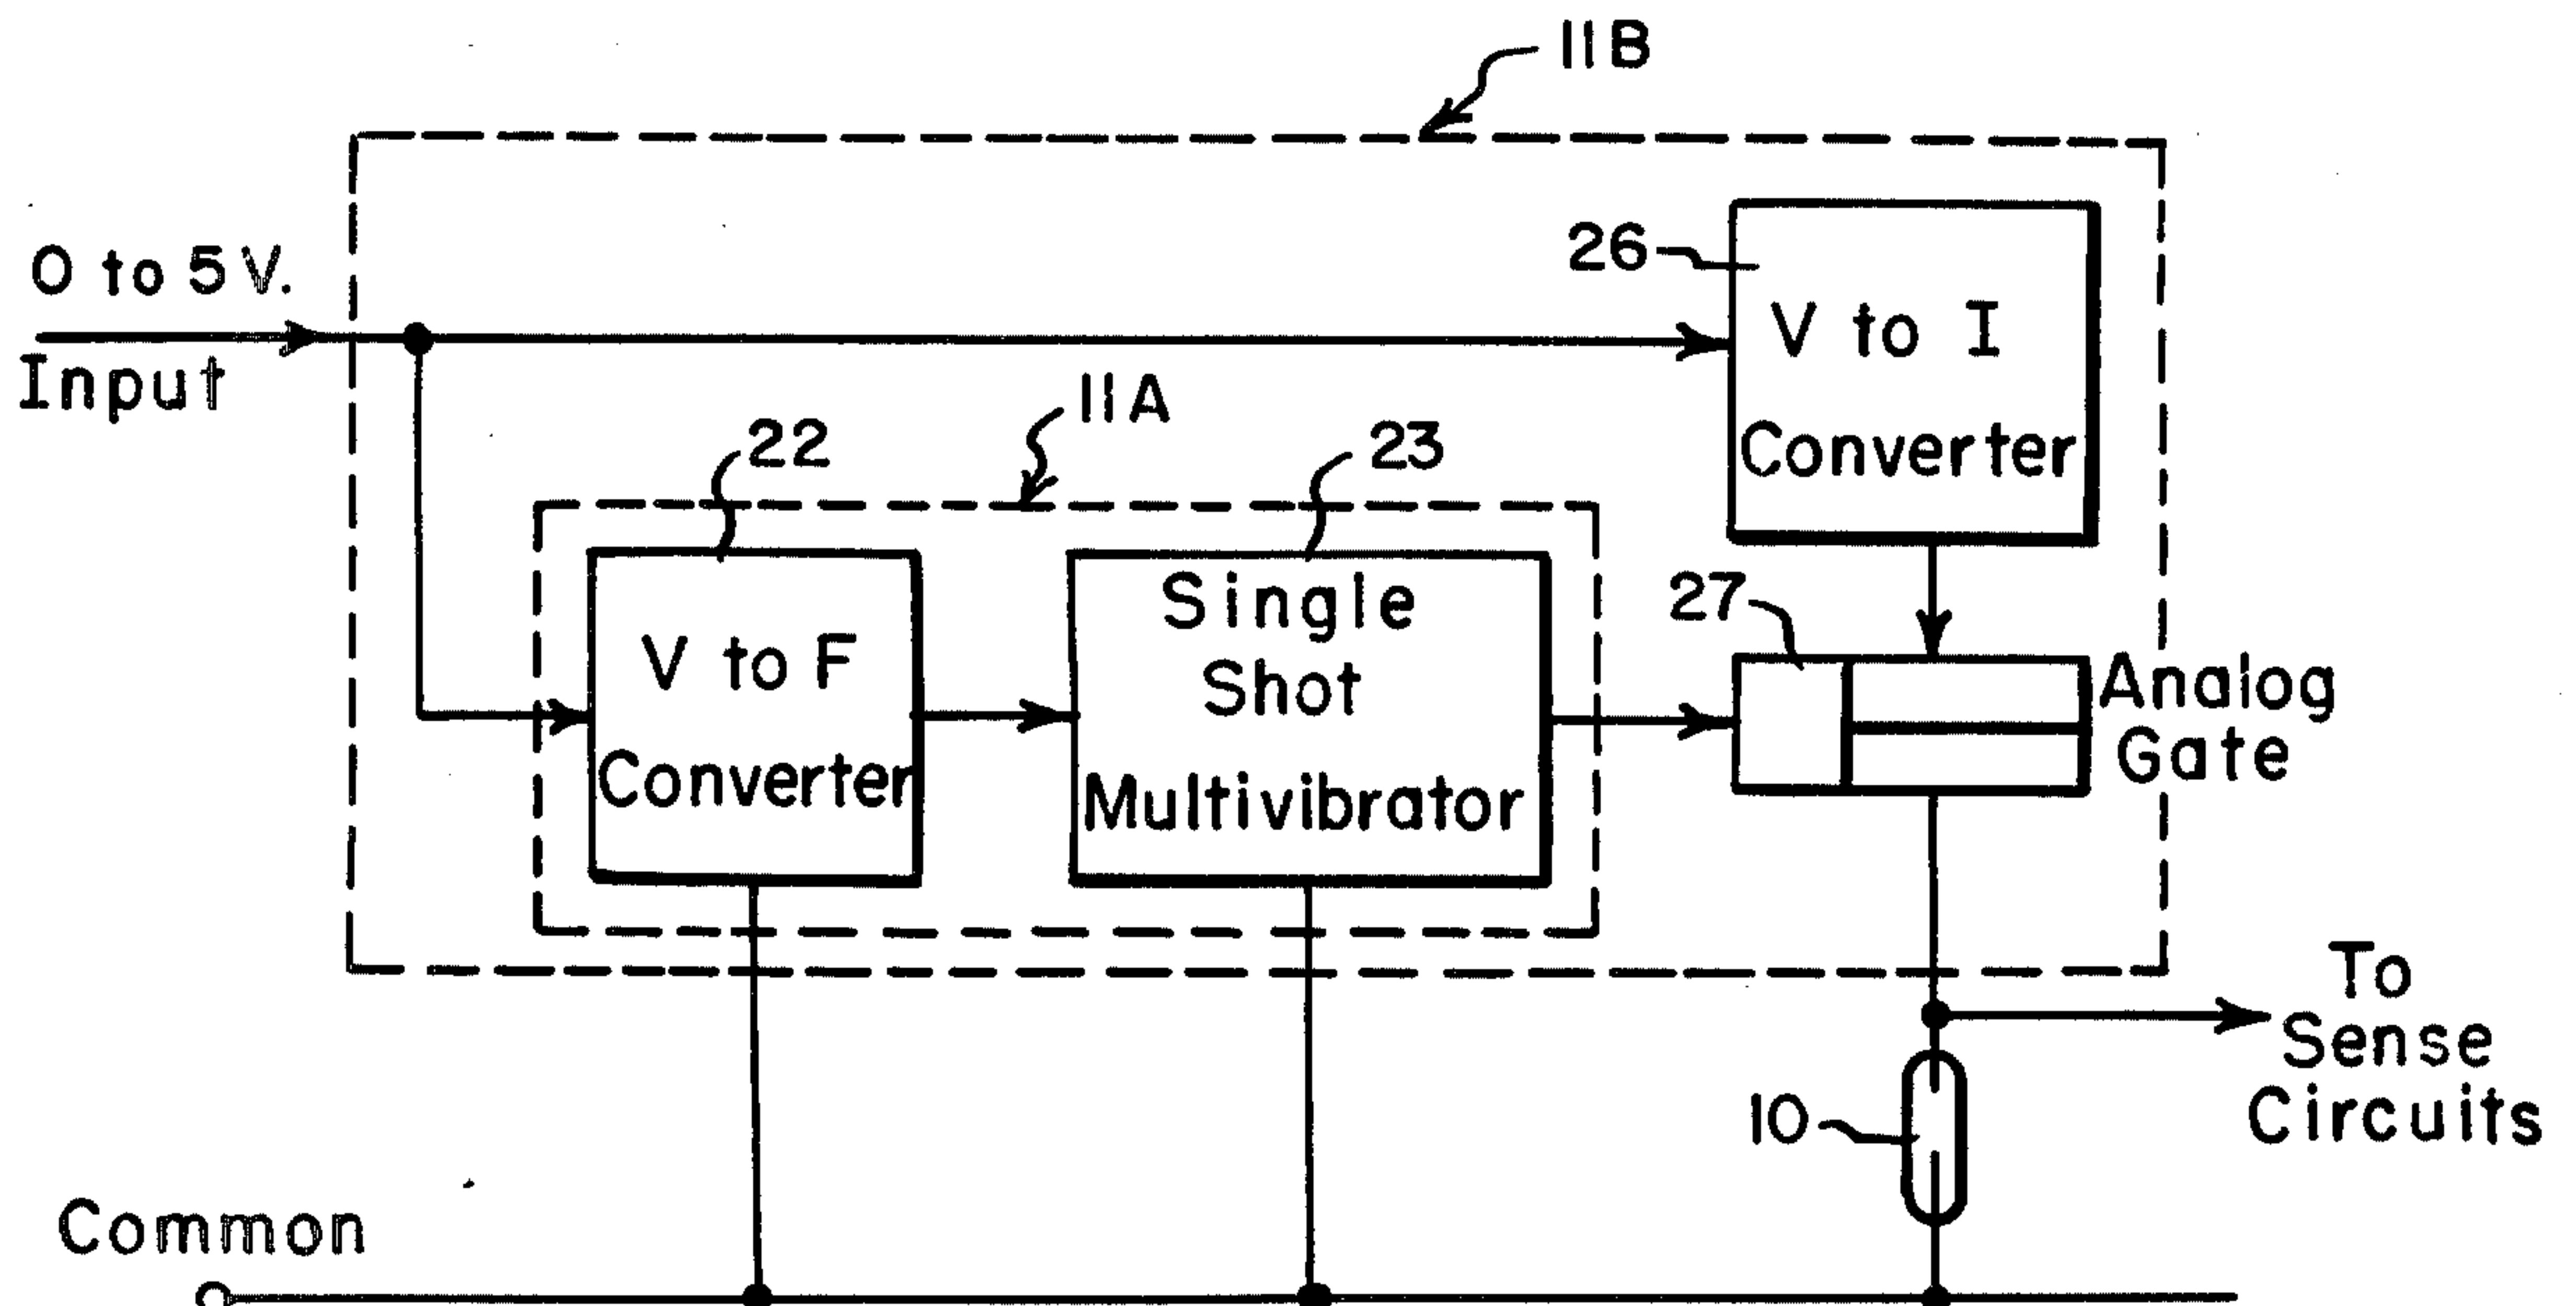 11B
0 to 5 V.
Input
26
V to I
Converter
11A
22
23
V to F
Converter
Single
Shot
Multivibrator
27
Analog
Gate
To
Sense
Circuits
10
Common